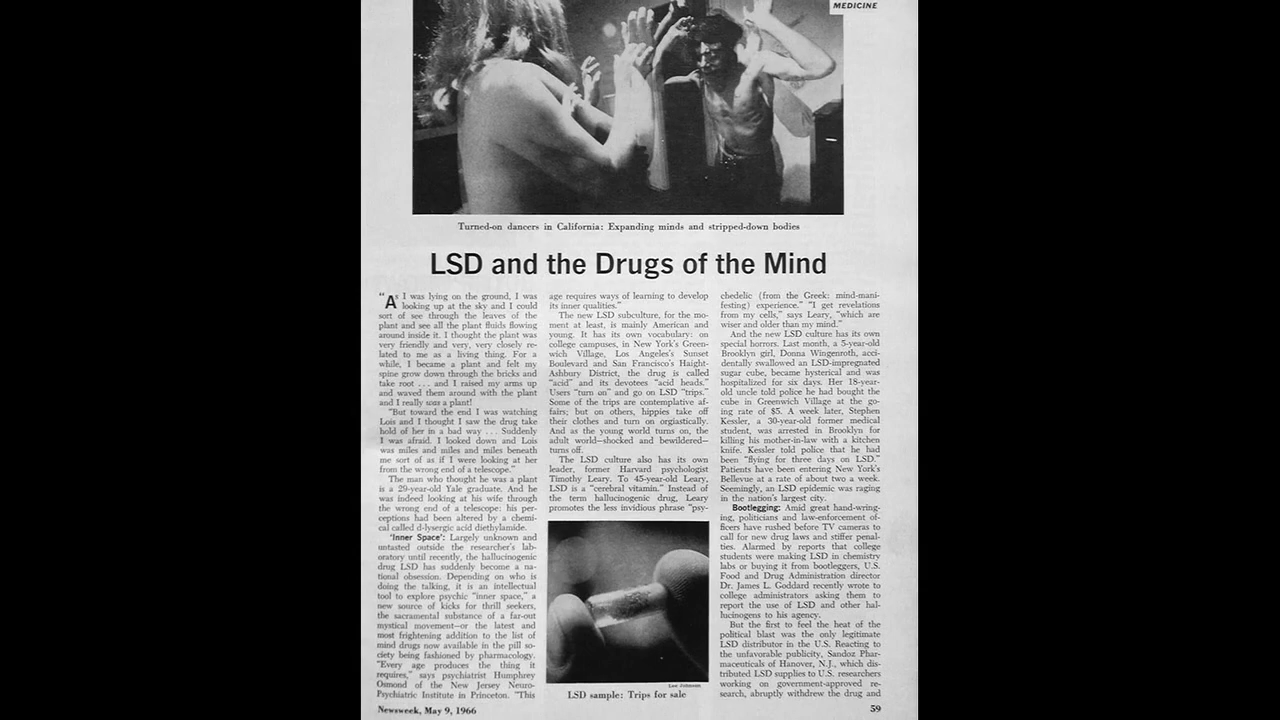 MEDICINE
Turned-on dancers in California: Expanding minds and stripped-down bodies
LSD and the Drugs of the Mind
"As I was lying on the ground, I was
looking up at the sky and I could
sort of see through the leaves of the
plant and see all the plant fluids flowing
around inside it. I thought the plant was
very friendly and very, very closely re-
lated to me as a living thing. For a
while, I became a plant and felt my
spine grow down through the bricks and
take root . . . and I raised my arms up
and waved them around with the plant
and I really was a plant!
"But toward the end I was watching
Lois and I thought I saw the drug take
hold of her in a bad way . . . Suddenly
I was afraid. I looked down and Lois
was miles and miles and miles beneath
me sort of as if I were looking at her
from the wrong end of a telescope."
The man who thought he was a plant
is a 29-year-old Yale graduate. And he
was indeed looking at his wife through
the wrong end of a telescope: his per-
ceptions had been altered by a chemi-
cal called d-lysergic acid diethylamide.
'Inner Space': Largely unknown and
untasted outside the researcher's lab-
oratory until recently, the hallucinogenic
drug LSD has suddenly become a na-
tional obsession. Depending on who is
doing the talking, it is an intellectual
tool to explore psychic "inner space," a
new source of kicks for thrill seekers,
the sacramental substance of a far-out
mystical movement—or the latest and
most frightening addition to the list of
mind drugs now available in the pill so-
ciety being fashioned by pharmacology.
"Every age produces the thing it
requires," says psychiatrist Humphrey
Osmond of the New Jersey Neuro-
Psychiatric Institute in Princeton. "This
age requires ways of learning to develop
its inner qualities."
The new LSD subculture, for the mo-
ment at least, is mainly American and
young. It has its own vocabulary: on
college campuses, in New York's Green-
wich Village, Los Angeles's Sunset
Boulevard and San Francisco's Haight-
Ashbury District, the drug is called
"acid" and its devotees "acid heads."
Users "turn on" and go on LSD "trips."
Some of the trips are contemplative af-
fairs; but on others, hippies take off
their clothes and turn on orgiastically.
And as the young world turns on, the
adult world—shocked and bewildered—
turns off.
The LSD culture also has its own
leader, former Harvard psychologist
Timothy Leary. To 45-year-old Leary,
LSD is a "cerebral vitamin." Instead of
the term hallucinogenic drug, Leary
promotes the less invidious phrase "psy-
Lee Johnson
LSD sample: Trips for sale
chedelic (from the Greek: mind-mani-
festing) experience." "I get revelations
from my cells," says Leary, "which are
wiser and older than my mind."
And the new LSD culture has its own
special horrors. Last month, a 5-year-old
Brooklyn girl, Donna Wingenroth, acci-
dentally swallowed an LSD-impregnated
sugar cube, became hysterical and was
hospitalized for six days. Her 18-year-
old uncle told police he had bought the
cube in Greenwich Village at the go-
ing rate of $5. A week later, Stephen
Kessler, a 30-year-old former medical
student, was arrested in Brooklyn for
killing his mother-in-law with a kitchen
knife. Kessler told police that he had
been "flying for three days on LSD."
Patients have been entering New York's
Bellevue at a rate of about two a week.
Seemingly, an LSD epidemic was raging
in the nation's largest city.
Bootlegging: Amid great hand-wring-
ing, politicians and law-enforcement of-
ficers have rushed before TV cameras to
call for new drug laws and stiffer penal-
ties. Alarmed by reports that college
students were making LSD in chemistry
labs or buying it from bootleggers, U.S.
Food and Drug Administration director
Dr. James L. Goddard recently wrote to
college administrators asking them to
report the use of LSD and other hal-
lucinogens to his agency.
But the first to feel the heat of the
political blast was the only legitimate
LSD distributor in the U.S. Reacting to
the unfavorable publicity, Sandoz Phar-
maceuticals of Hanover, N.J., which dis-
tributed LSD supplies to U.S. researchers
working on government-approved re-
search, abruptly withdrew the drug and
Newsweek, May 9, 1966
59